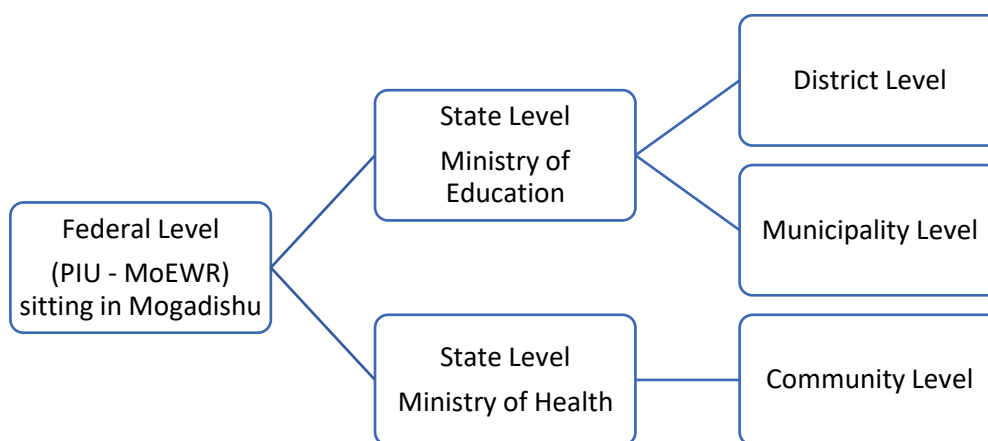 Federal Level
(PIU - MoEWR)
sitting in Mogadishu
State Level
Ministry of
Education
State Level
Ministry of Health
District Level
Municipality Level
Community Level